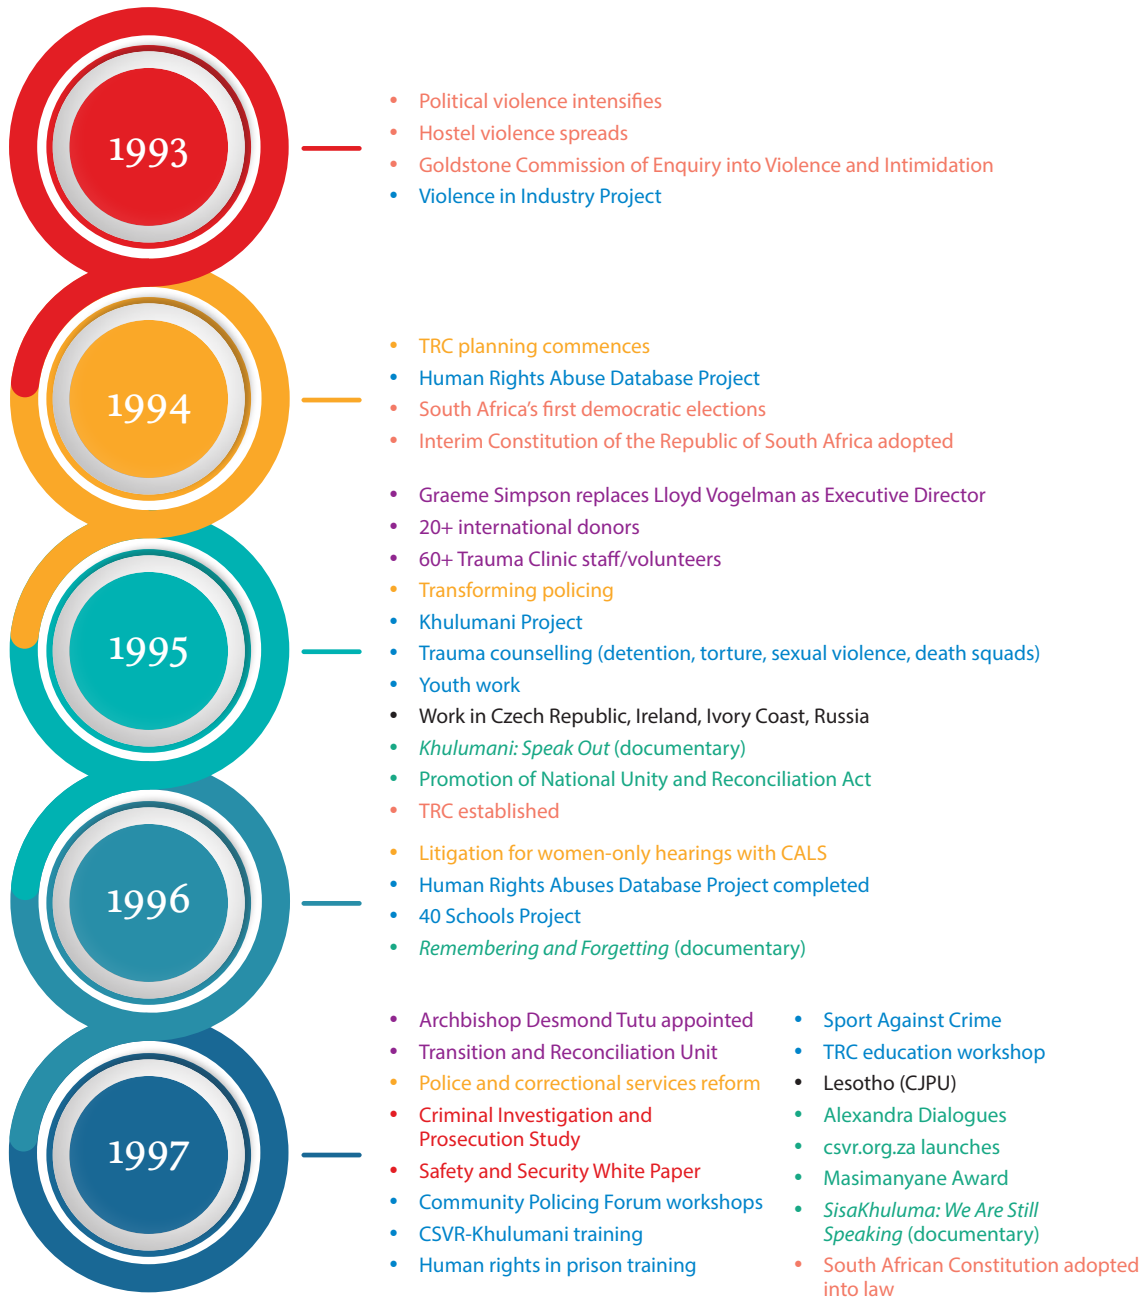 1993
• Political violence intensifies
• Hostel violence spreads
• Goldstone Commission of Enquiry into Violence and Intimidation
• Violence in Industry Project
1994
• TRC planning commences
• Human Rights Abuse Database Project
• South Africa's first democratic elections
• Interim Constitution of the Republic of South Africa adopted
1995
• Graeme Simpson replaces Lloyd Vogelman as Executive Director
• 20+ international donors
• 60+ Trauma Clinic staff/volunteers
• Transforming policing
• Khulumani Project
• Trauma counselling (detention, torture, sexual violence, death squads)
• Youth work
• Work in Czech Republic, Ireland, Ivory Coast, Russia
• Khulumani: Speak Out (documentary)
• Promotion of National Unity and Reconciliation Act
• TRC established
1996
• Litigation for women-only hearings with CALS
• Human Rights Abuses Database Project completed
• 40 Schools Project
• Remembering and Forgetting (documentary)
1997
• Archbishop Desmond Tutu appointed
• Transition and Reconciliation Unit
• Police and correctional services reform
• Criminal Investigation and
Prosecution Study
• Safety and Security White Paper
• Community Policing Forum workshops
• CSVR-Khulumani training
• Human rights in prison training
• Sport Against Crime
• TRC education workshop
• Lesotho (CJPU)
• Alexandra Dialogues
• csvr.org.za launches
• Masimanyane Award
• SisaKhuluma: We Are Still
Speaking (documentary)
• South African Constitution adopted
into law